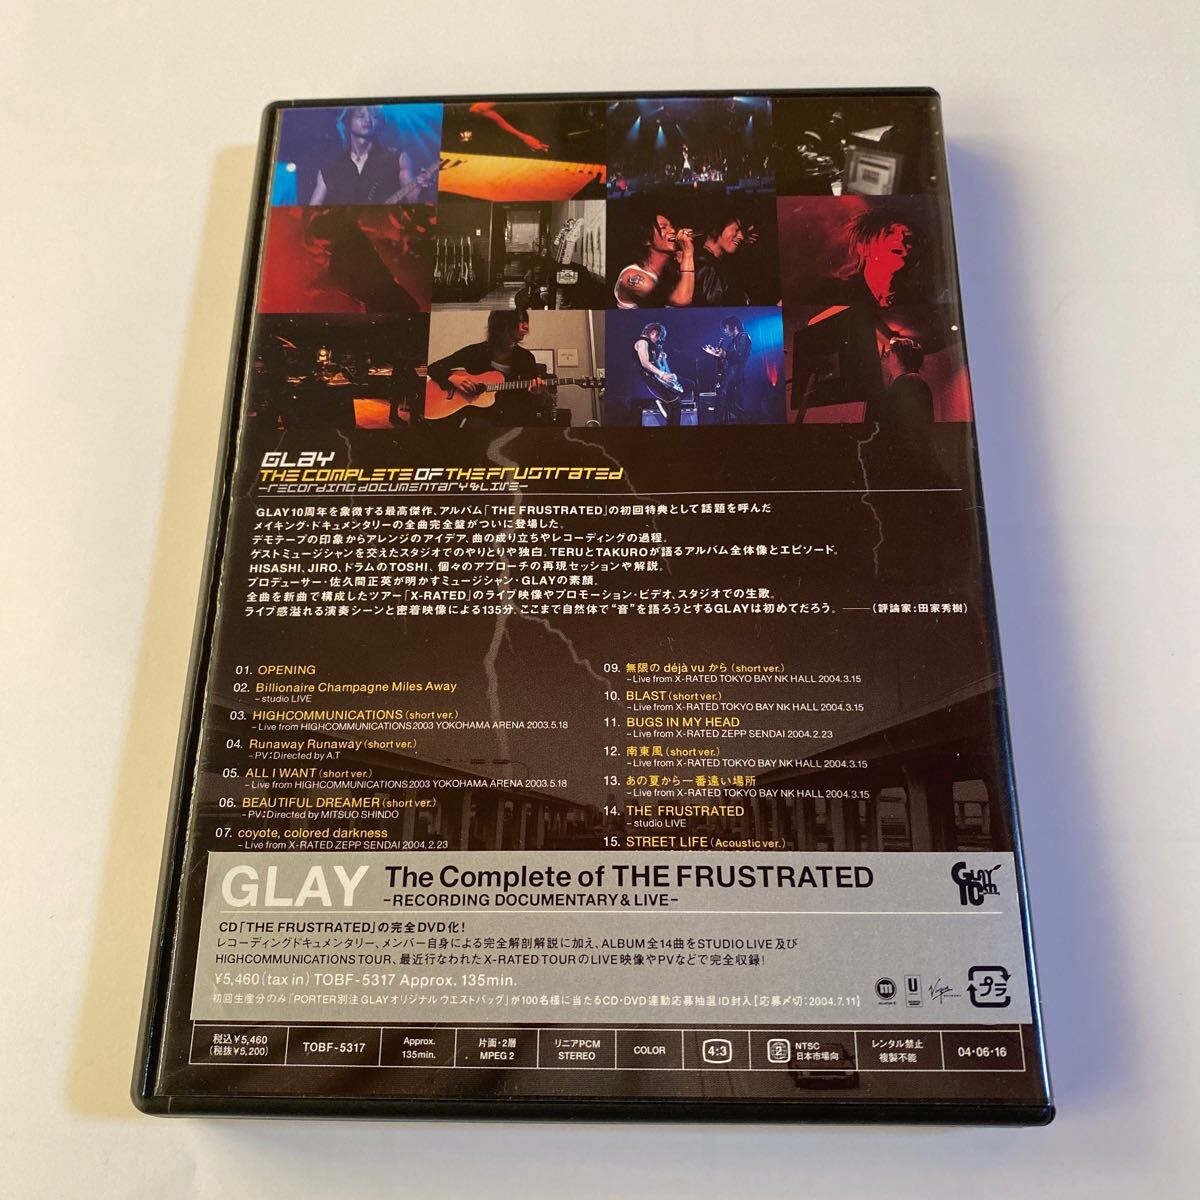 GLAY
THE COMPLETE OF THE FRUSTRATED
-RECORDING DOCUMENTARY & LIVE-
GLAY10周年を象徴する最高傑作、アルバム「THE FRUSTRATED」の初回特典として話題を呼んだ
メイキング・ドキュメンタリーの全曲完全盤がついに登場した。
デモテープの印象からアレンジのアイデア、曲の成り立ちやレコーディングの過程。
ゲストミュージシャンを交えたスタジオでのやりとりや独白。TERUとTAKUROが語るアルバム全体像とエピソード。
HISASHI、JIRO、ドラムのTOSHI、個々のアプローチの再現セッションや解説。
プロデューサー・佐久間正英が明かすミュージシャン・GLAYの素顔。
全曲を新曲で構成したツアー「X-RATED」のライブ映像やプロモーション・ビデオ、スタジオでの生歌。
ライブ感溢れる演奏シーンと密着映像による135分。ここまで自然体で“音”を語ろうとするGLAYは初めてだろう。——(評論家:田家秀樹)
01. OPENING
02. Billionaire Champagne Miles Away
– studio LIVE
03. HIGHCOMMUNICATIONS (short ver.)
– Live from HIGHCOMMUNICATIONS 2003 YOKOHAMA ARENA 2003.5.18
04. Runaway Runaway (short ver.)
– PV : Directed by A.T
05. ALL I WANT (short ver.)
– Live from HIGHCOMMUNICATIONS 2003 YOKOHAMA ARENA 2003.5.18
06. BEAUTIFUL DREAMER (short ver.)
– PV : Directed by MITSUO SHINDO
07. coyote, colored darkness
– Live from X-RATED ZEPP SENDAI 2004.2.23
09. 無限の déjà vu から (short ver.)
– Live from X-RATED TOKYO BAY NK HALL 2004.3.15
10. BLAST (short ver.)
– Live from X-RATED TOKYO BAY NK HALL 2004.3.15
11. BUGS IN MY HEAD
– Live from X-RATED ZEPP SENDAI 2004.2.23
12. 南東風 (short ver.)
– Live from X-RATED TOKYO BAY NK HALL 2004.3.15
13. あの夏から一番遠い場所
– Live from X-RATED TOKYO BAY NK HALL 2004.3.15
14. THE FRUSTRATED
– studio LIVE
15. STREET LIFE (Acoustic ver.)
GLAY The Complete of THE FRUSTRATED
-RECORDING DOCUMENTARY & LIVE-
GLAY
10th
CD「THE FRUSTRATED」の完全DVD化!
レコーディングドキュメンタリー、メンバー自身による完全解剖解説に加え、ALBUM全14曲をSTUDIO LIVE及び
HIGHCOMMUNICATIONS TOUR、最近行なわれたX-RATED TOURのLIVE映像やPVなどで完全収録!
¥5,460(tax in) TOBF-5317 Approx. 135min.
初回生産分のみ「PORTER別注 GLAYオリジナル ウエストバッグ」が100名様に当たるCD・DVD連動応募抽選ID封入【応募〆切:2004.7.11】
m
U
Virgin
プラ
税込¥5,460
(税抜¥5,200)
TOBF-5317
Approx.
135min.
片面・2層
MPEG 2
リニアPCM
STEREO
COLOR
4:3
2
NTSC
日本市場向
レンタル禁止
複製不能
04・06・16